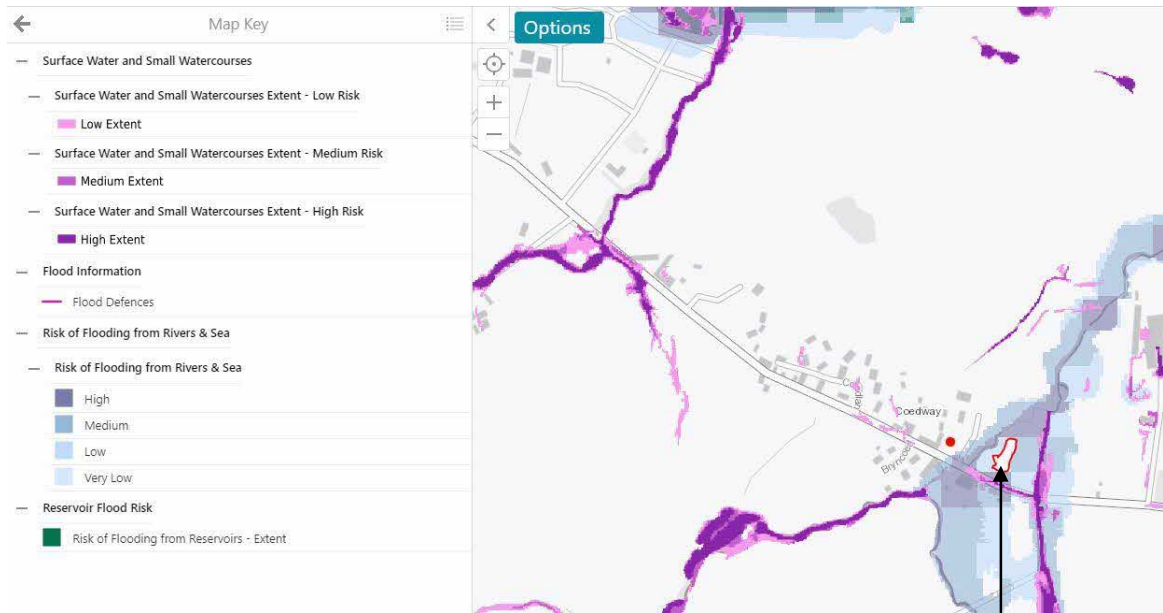 Map Key
Surface Water and Small Watercourses
Surface Water and Small Watercourses Extent - Low Risk
Low Extent
Surface Water and Small Watercourses Extent - Medium Risk
Medium Extent
Surface Water and Small Watercourses Extent - High Risk
High Extent
Flood Information
Flood Defences
Risk of Flooding from Rivers & Sea
Risk of Flooding from Rivers & Sea
High
Medium
Low
Very Low
Reservoir Flood Risk
Risk of Flooding from Reservoirs - Extent
Options
Coedway